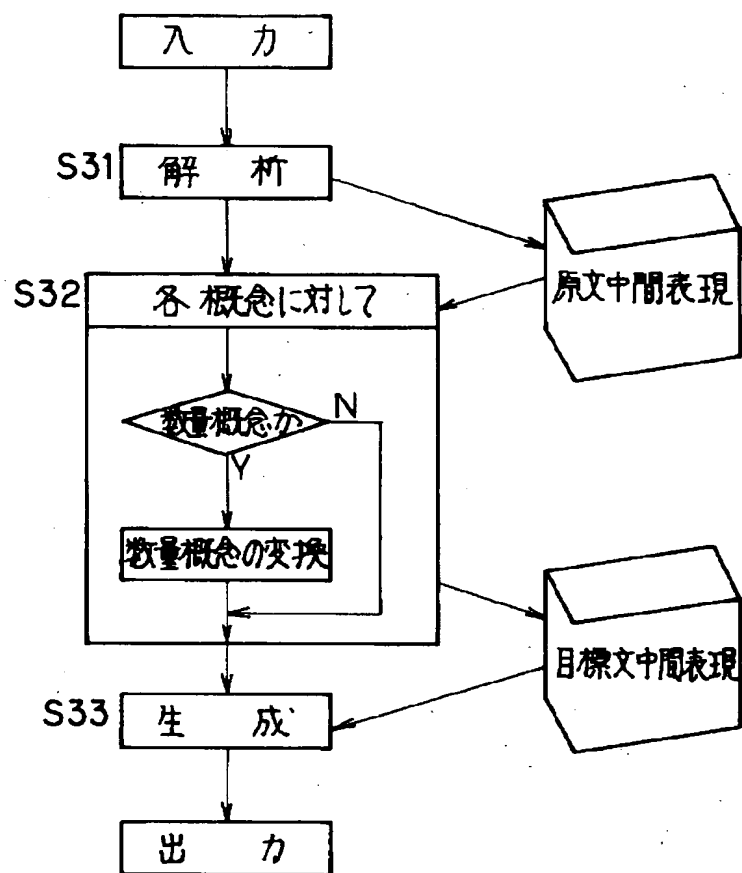 入 力
S31
解 析
S32
各概念に対して
原文中間表現
数量概念か
N
Y
数量概念の変換
目標文中間表現
S33
生 成
出 力